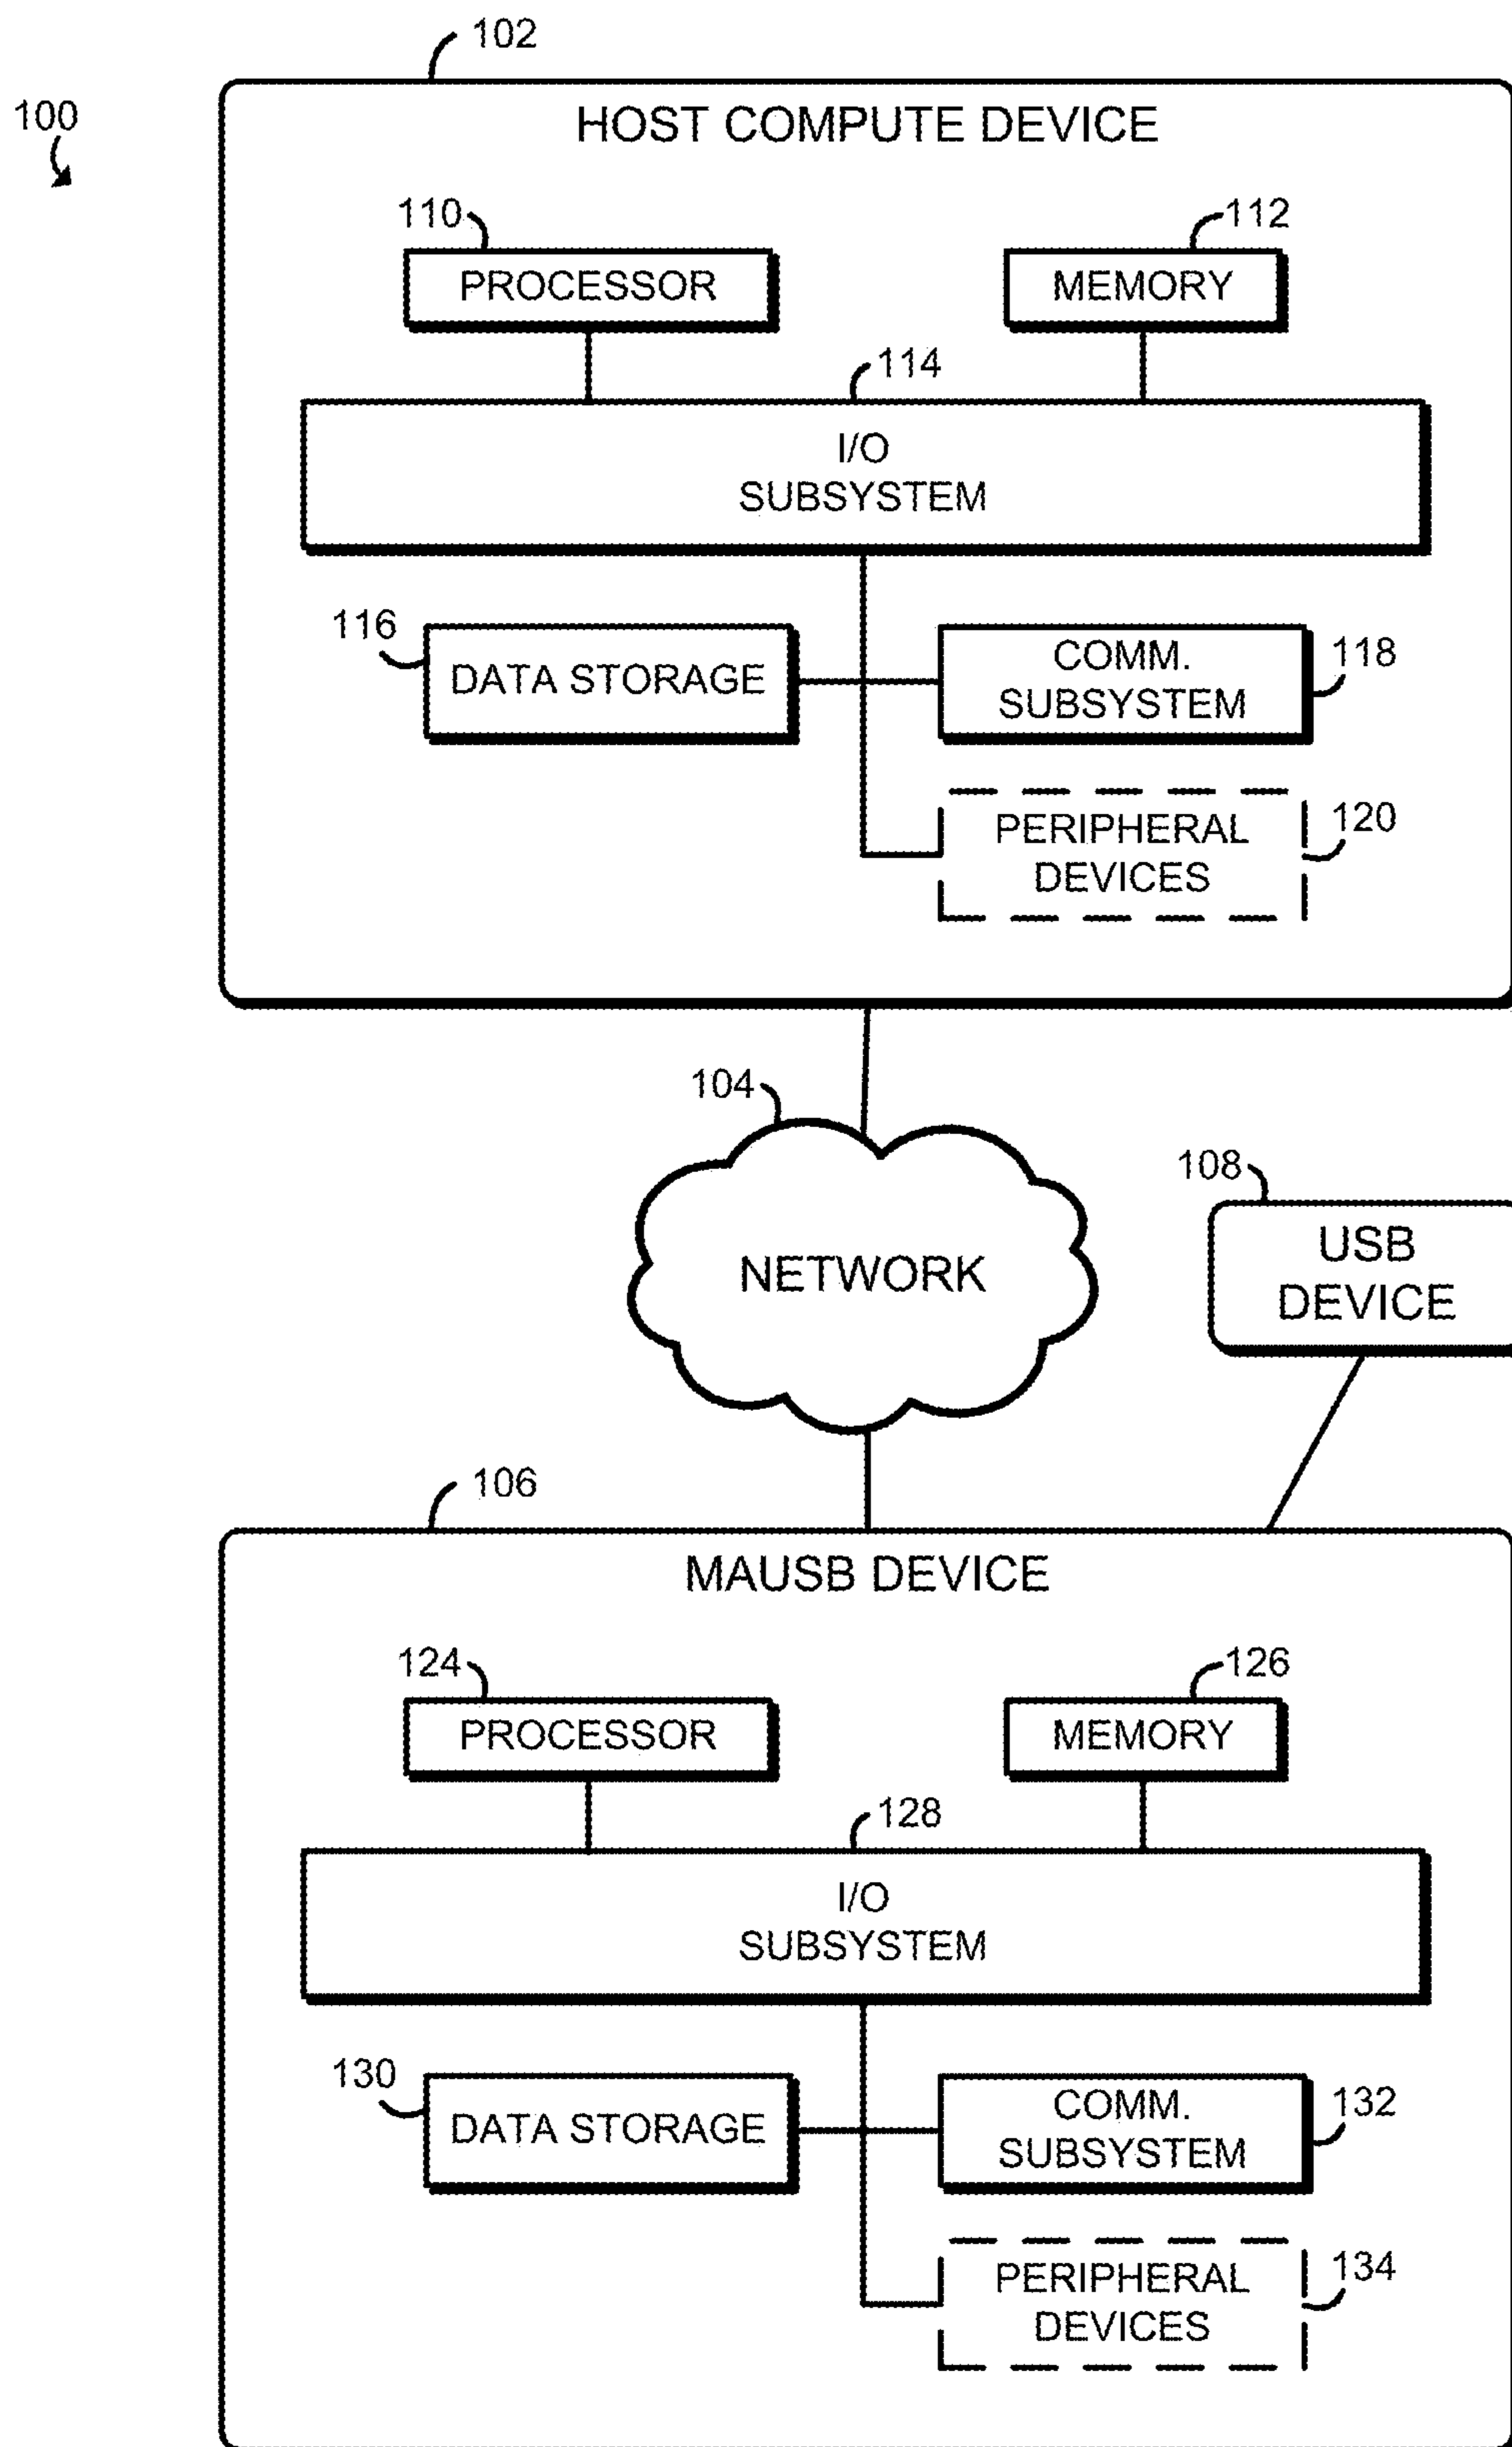 102
100
HOST COMPUTE DEVICE
110
112
PROCESSOR
MEMORY
114
I/O
SUBSYSTEM
116
DATA STORAGE
COMM.
SUBSYSTEM
118
PERIPHERAL
DEVICES
120
104
NETWORK
108
USB
DEVICE
106
MAUSB DEVICE
124
126
PROCESSOR
MEMORY
128
I/O
SUBSYSTEM
130
DATA STORAGE
COMM.
SUBSYSTEM
132
PERIPHERAL
DEVICES
134